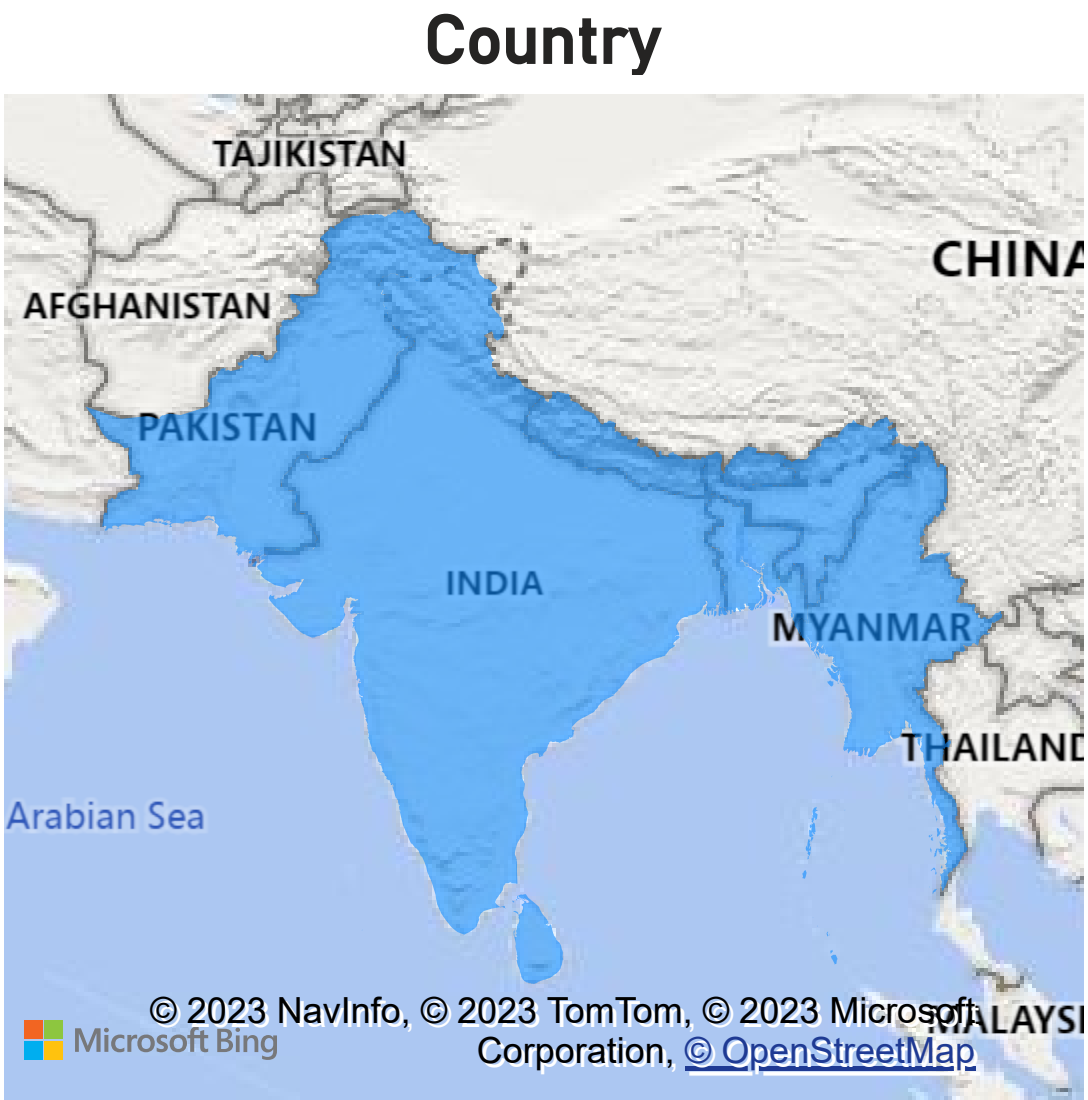 Country
TAJIKISTAN
CHINA
AFGHANISTAN
PAKISTAN
INDIA
MYANMAR
THAILAND
Arabian Sea
© 2023 NavInfo, © 2023 TomTom, © 2023 Microsoft
MALAYSI
Microsoft Bing
Corporation, © OpenStreetMap